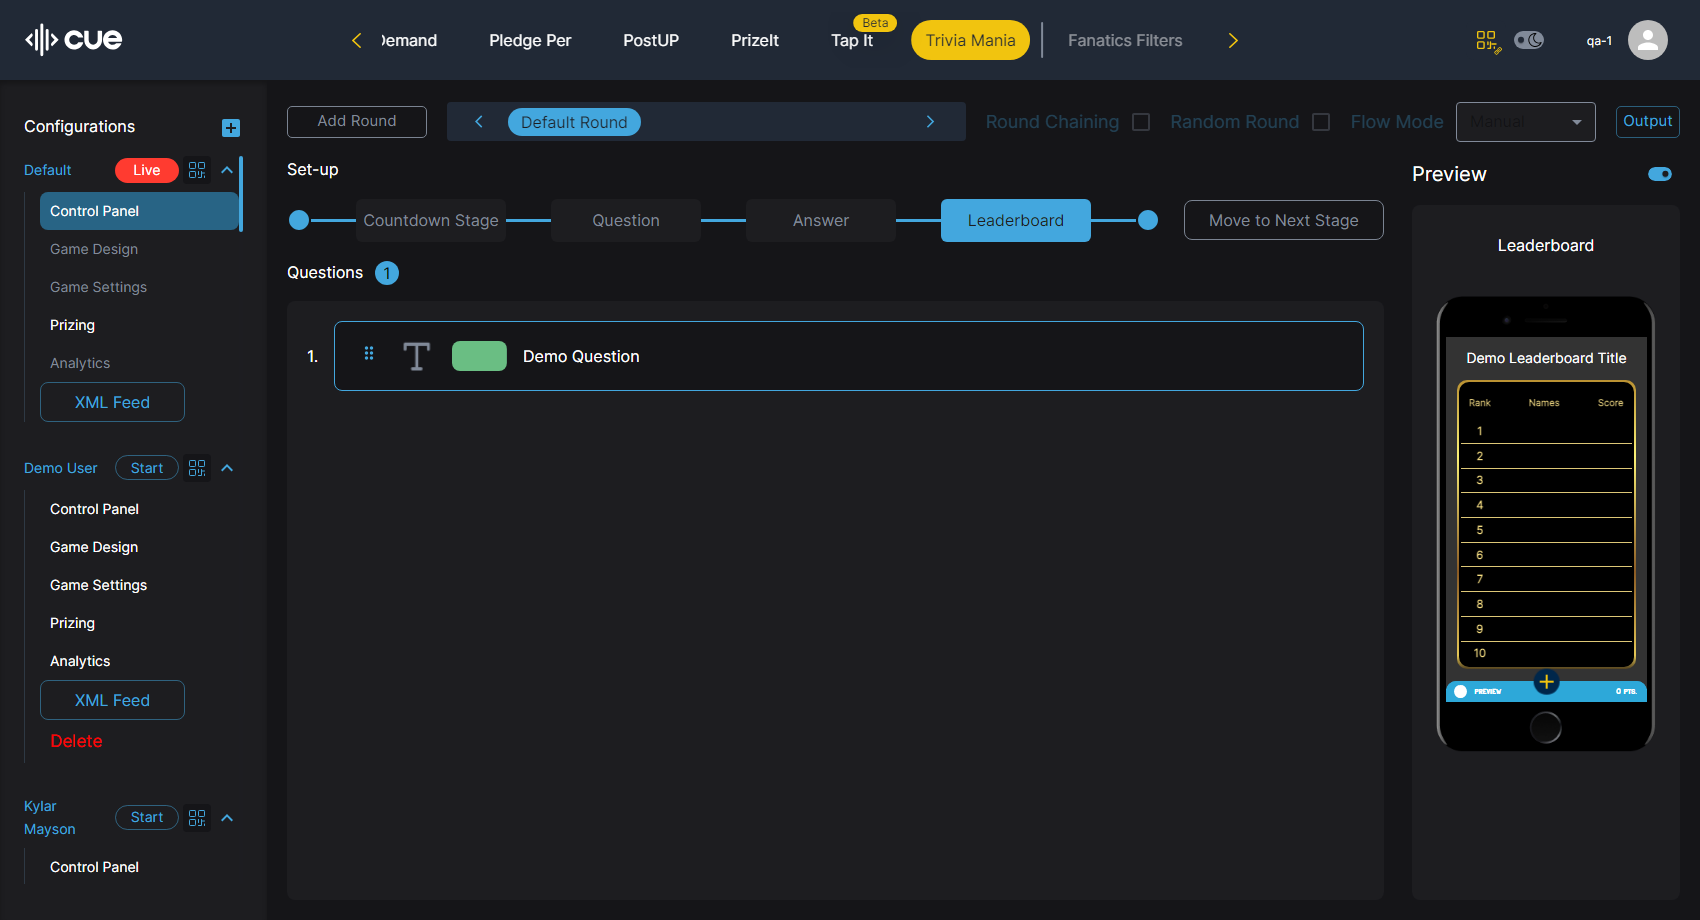 cue
Demand
Pledge Per
PostUP
PrizeIt
Tap It
Beta
Trivia Mania
Fanatics Filters
qa-1
Configurations
Default
Live
Control Panel
Game Design
Game Settings
Prizing
Analytics
XML Feed
Demo User
Start
Control Panel
Game Design
Game Settings
Prizing
Analytics
XML Feed
Delete
Kylar
Mayson
Start
Control Panel
Add Round
Default Round
Round Chaining
Random Round
Flow Mode
Manual
Output
Set-up
Countdown Stage
Question
Answer
Leaderboard
Move to Next Stage
Questions 1
1. Demo Question
Preview
Leaderboard
Demo Leaderboard Title
Rank Names Score
1
2
3
4
5
6
7
8
9
10
PREVIEW
0 PTS.